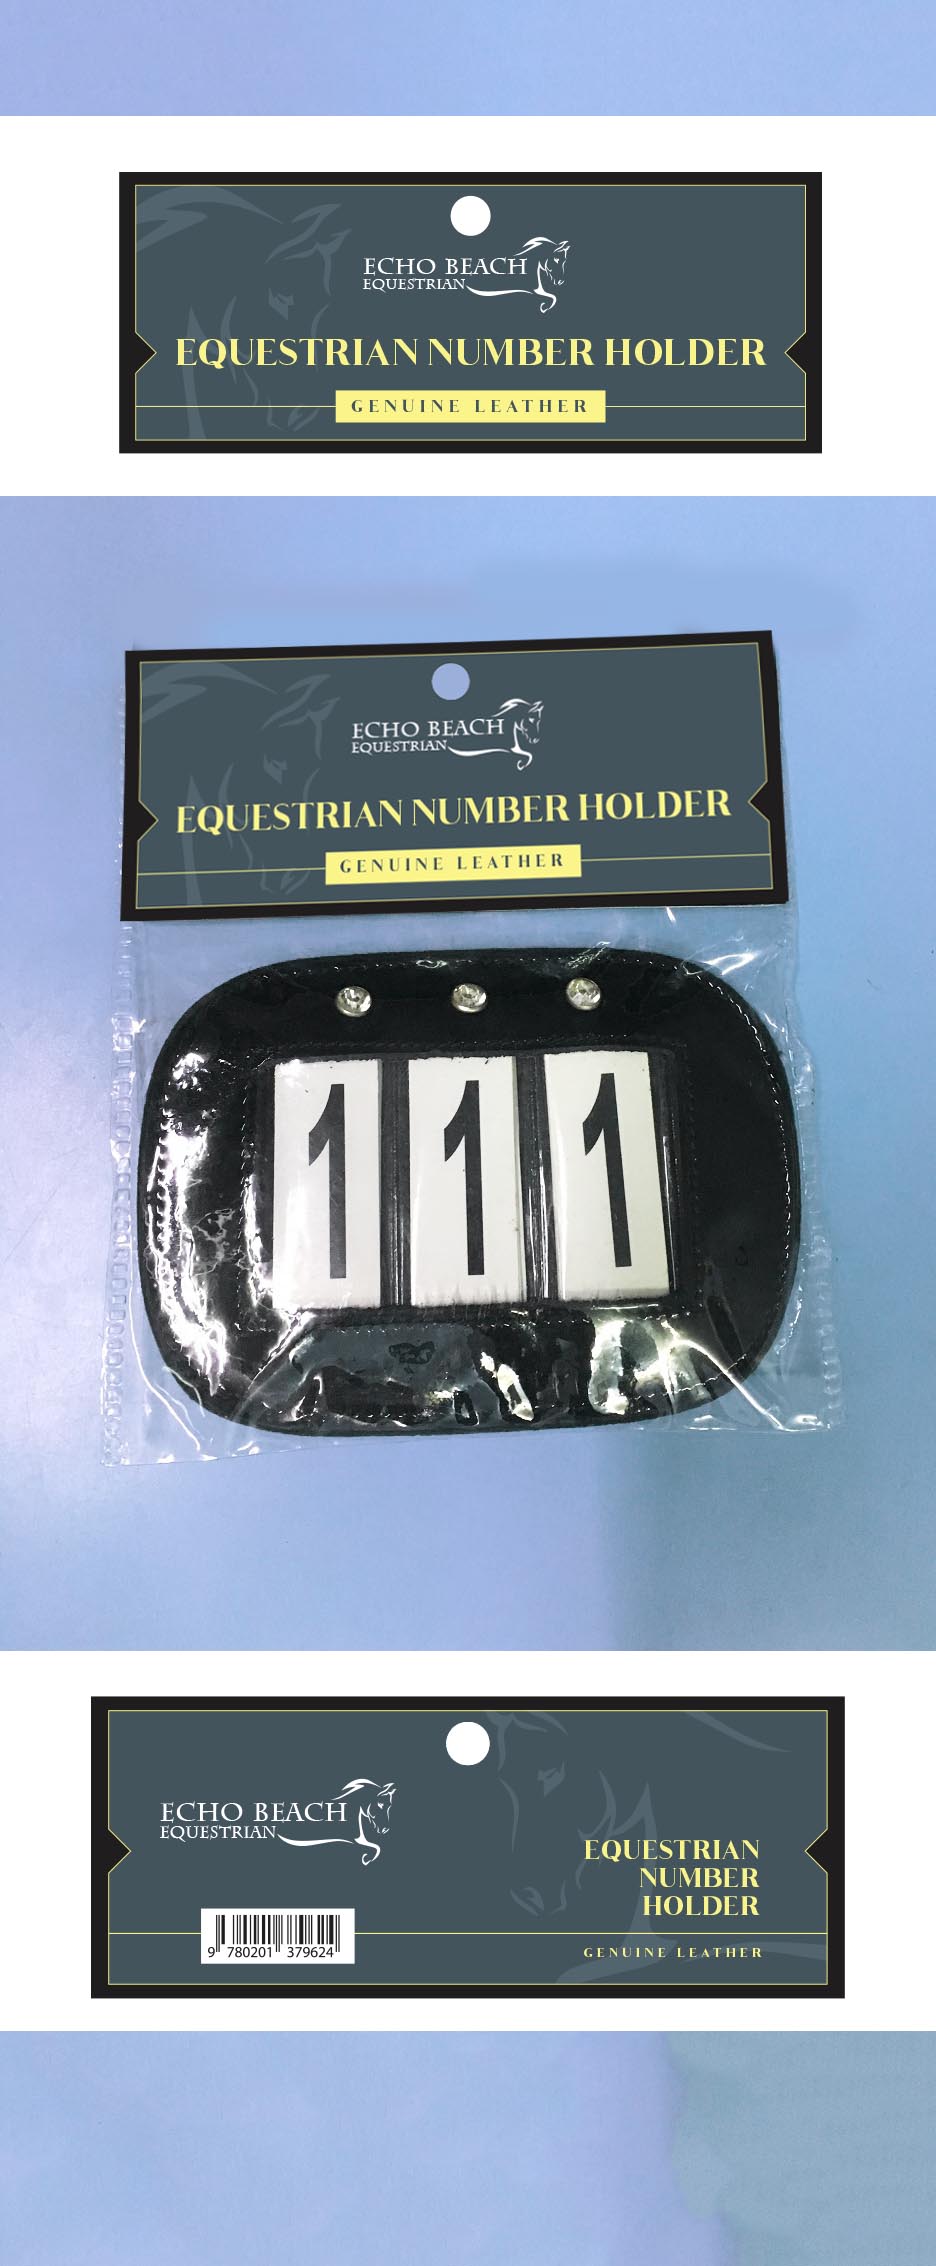 ECHO BEACH
EQUESTRIAN
EQUESTRIAN NUMBER HOLDER
GENUINE LEATHER
ECHO BEACH
EQUESTRIAN
EQUESTRIAN NUMBER HOLDER
GENUINE LEATHER
1 1 1
ECHO BEACH
EQUESTRIAN
EQUESTRIAN
NUMBER
HOLDER
9 780201 379624
GENUINE LEATHER